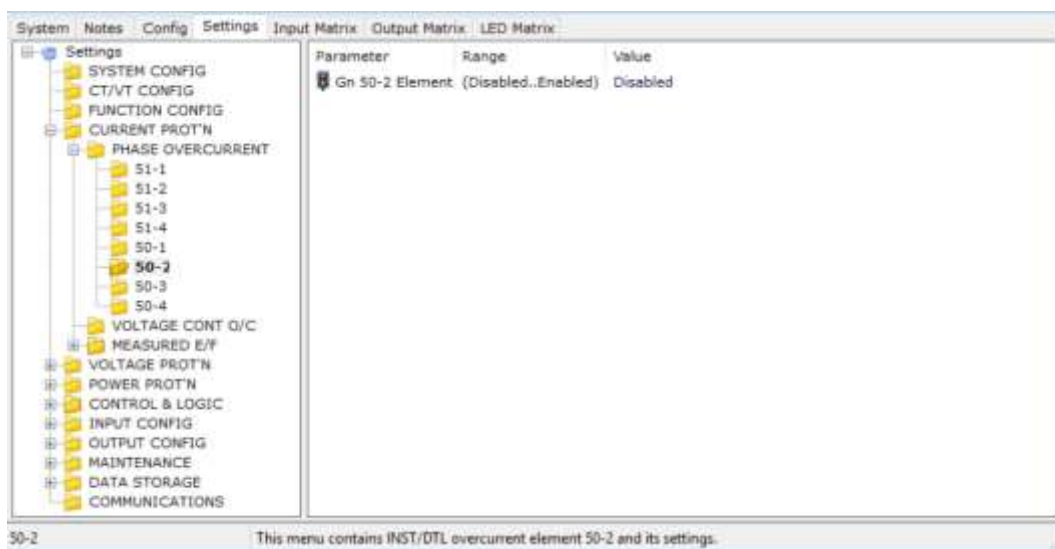 System Notes Config Settings Input Matrix Output Matrix LED Matrix
Settings
SYSTEM CONFIG
CT/VT CONFIG
FUNCTION CONFIG
CURRENT PROT'N
PHASE OVERCURRENT
51-1
51-2
51-3
51-4
50-1
50-2
50-3
50-4
VOLTAGE CONT O/C
MEASURED E/F
VOLTAGE PROT'N
POWER PROT'N
CONTROL & LOGIC
INPUT CONFIG
OUTPUT CONFIG
MAINTENANCE
DATA STORAGE
COMMUNICATIONS
Parameter Range Value
Gn 50-2 Element (Disabled..Enabled) Disabled
50-2 This menu contains INST/DTL overcurrent element 50-2 and its settings.